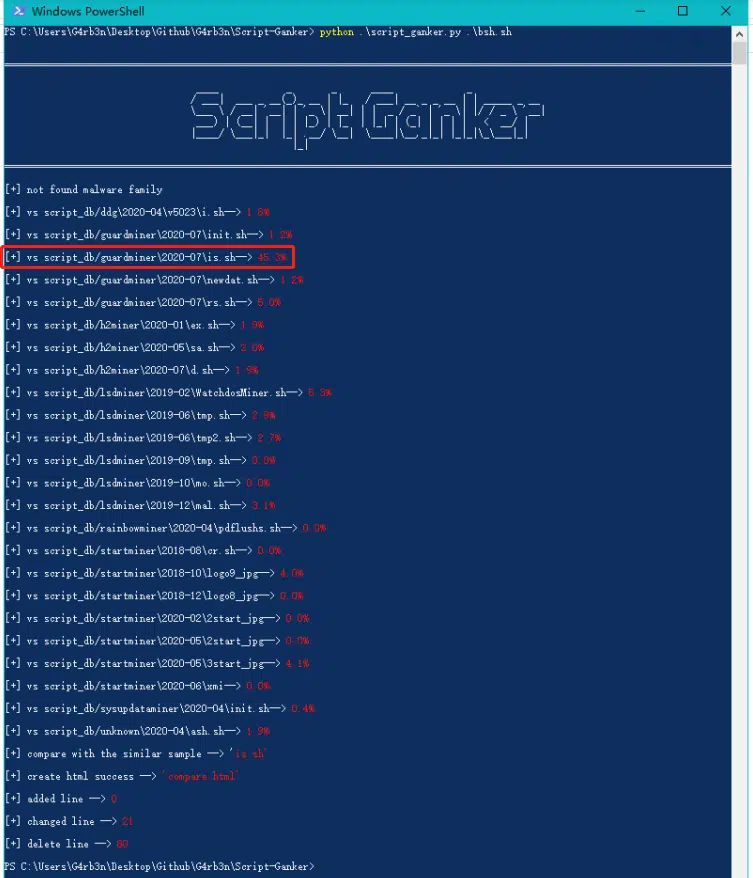 Windows PowerShell
PS C:\Users\G4rb3n\Desktop\Github\G4rb3n\Script-Ganker> python .\script_ganker.py .\bsh.sh
Script Ganker
[+] not found malware family
[+] vs script_db/ddg\2020-04\v5023\i.sh--> 1.8%
[+] vs script_db/guardminer\2020-07\init.sh--> 1.2%
[+] vs script_db/guardminer\2020-07\is.sh--> 45.3%
[+] vs script_db/guardminer\2020-07\newdat.sh--> 1.2%
[+] vs script_db/guardminer\2020-07\rs.sh--> 5.0%
[+] vs script_db/h2miner\2020-01\ex.sh--> 1.9%
[+] vs script_db/h2miner\2020-05\sa.sh--> 2.6%
[+] vs script_db/h2miner\2020-07\d.sh--> 1.9%
[+] vs script_db/lsdminer\2019-02\WatchdosMiner.sh--> 5.3%
[+] vs script_db/lsdminer\2019-06\tmp.sh--> 2.8%
[+] vs script_db/lsdminer\2019-06\tmp2.sh--> 2.7%
[+] vs script_db/lsdminer\2019-09\tmp.sh-->
[+] vs script_db/lsdminer\2019-10\mo.sh--> 0.0%
[+] vs script_db/lsdminer\2019-12\mal.sh--> 3.1%
[+] vs script_db/rainbowminer\2020-04\pdflushs.sh--> 0.0%
[+] vs script_db/startminer\2018-08\cr.sh--> 0.0%
[+] vs script_db/startminer\2018-10\logo9_jpg--> 4.0%
[+] vs script_db/startminer\2018-12\logo8_jpg--> 0.0%
[+] vs script_db/startminer\2020-02\2start_jpg--> 0.0%
[+] vs script_db/startminer\2020-05\2start_jpg--> 0.0%
[+] vs script_db/startminer\2020-05\3start_jpg--> 4.1%
[+] vs script_db/startminer\2020-06\xmi--> 0.0%
[+] vs script_db/sysupdataminer\2020-04\init.sh--> 0.4%
[+] vs script_db/unknown\2020-04\ash.sh--> 1.9%
[+] compare with the similar sample --> 'is.sh'
[+] create html success --> 'compare.html'
[+] added line --> 0
[+] changed line --> 21
[+] delete line --> 80
PS C:\Users\G4rb3n\Desktop\Github\G4rb3n\Script-Ganker>